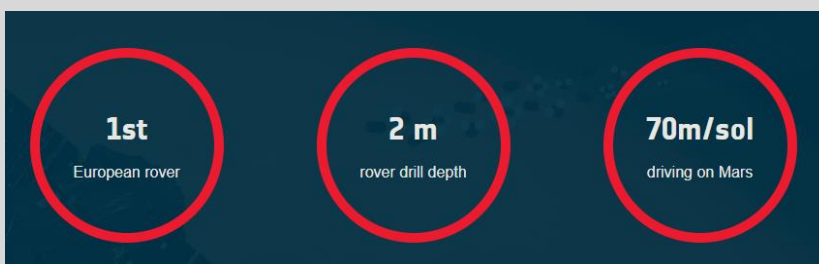 1st
European rover
2 m
rover drill depth
70m/sol
driving on Mars